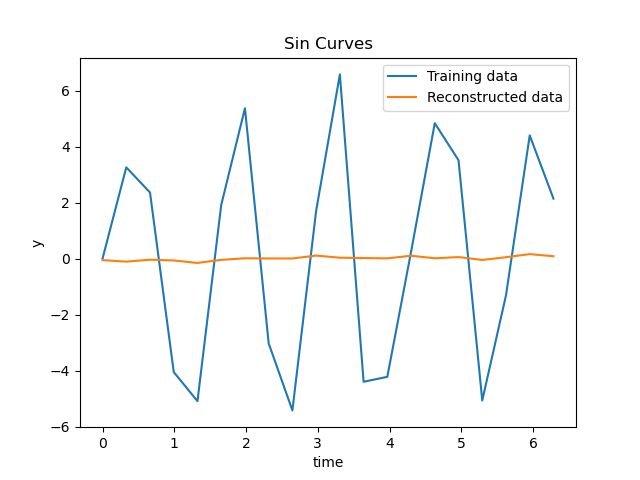 Sin Curves
Training data
Reconstructed data
y
6
4
2
0
−2
−4
−6
0 1 2 3 4 5 6
time